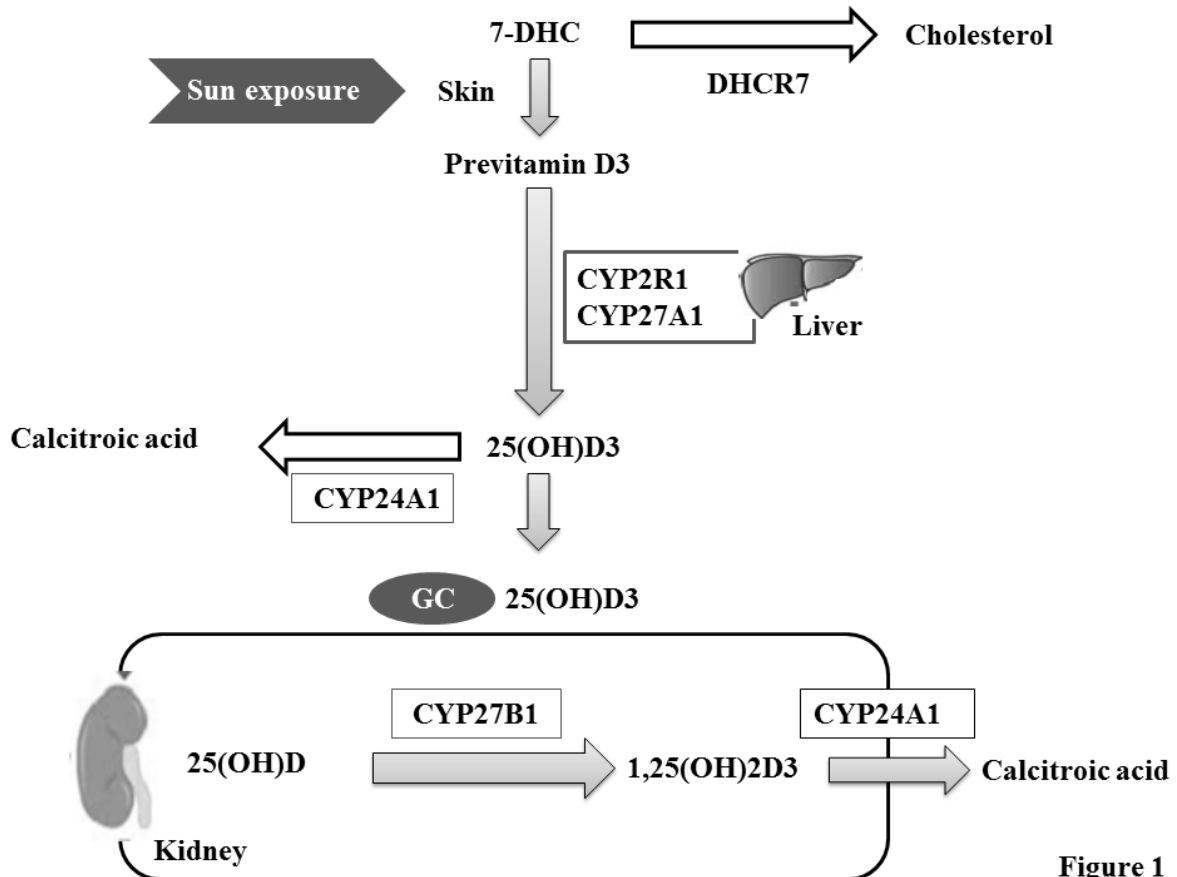 7-DHC
Cholesterol
DHCR7
Sun exposure
Skin
Previtamin D3
CYP2R1
CYP27A1
Liver
Calcitroic acid
25(OH)D3
CYP24A1
GC
25(OH)D3
CYP27B1
CYP24A1
25(OH)D
1,25(OH)2D3
Calcitroic acid
Kidney
Figure 1